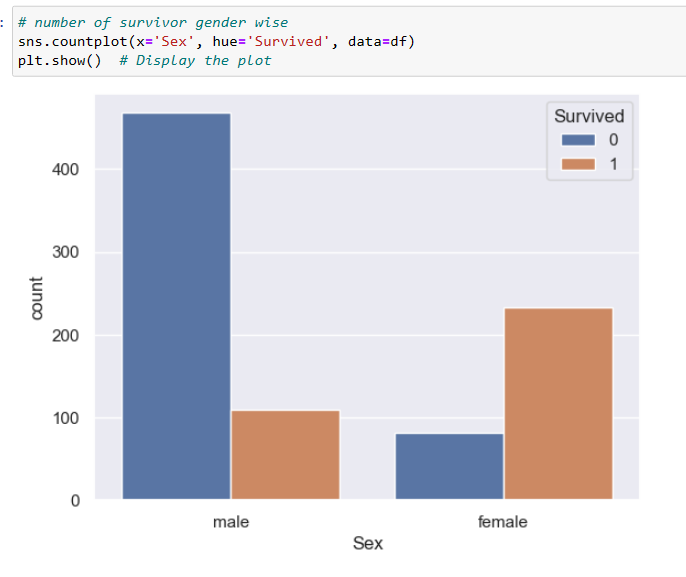 :
# number of survivor gender wise
sns.countplot(x='Sex', hue='Survived', data=df)
plt.show()  # Display the plot
Survived
0
1
400
300
200
100
0
count
male female
Sex